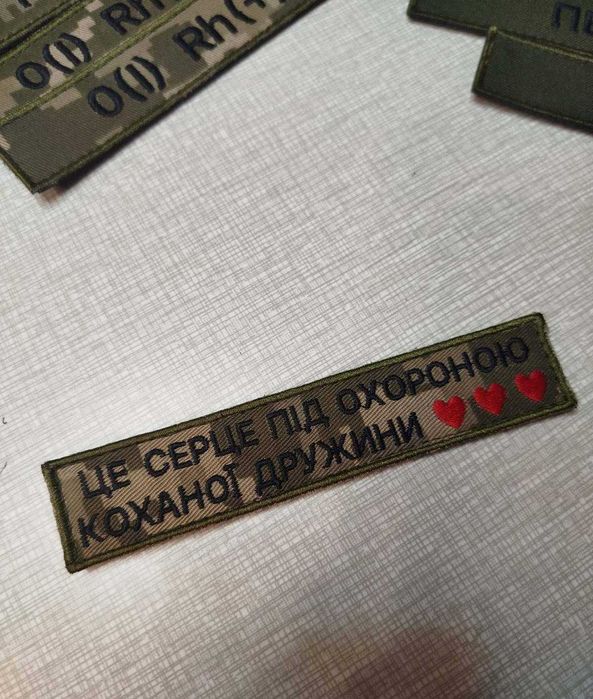 O(I) Rh
O(I) Rh(+
ЦЕ СЕРЦЕ ПІД ОХОРОНОЮ
КОХАНОЇ ДРУЖИНИ ♥♥♥